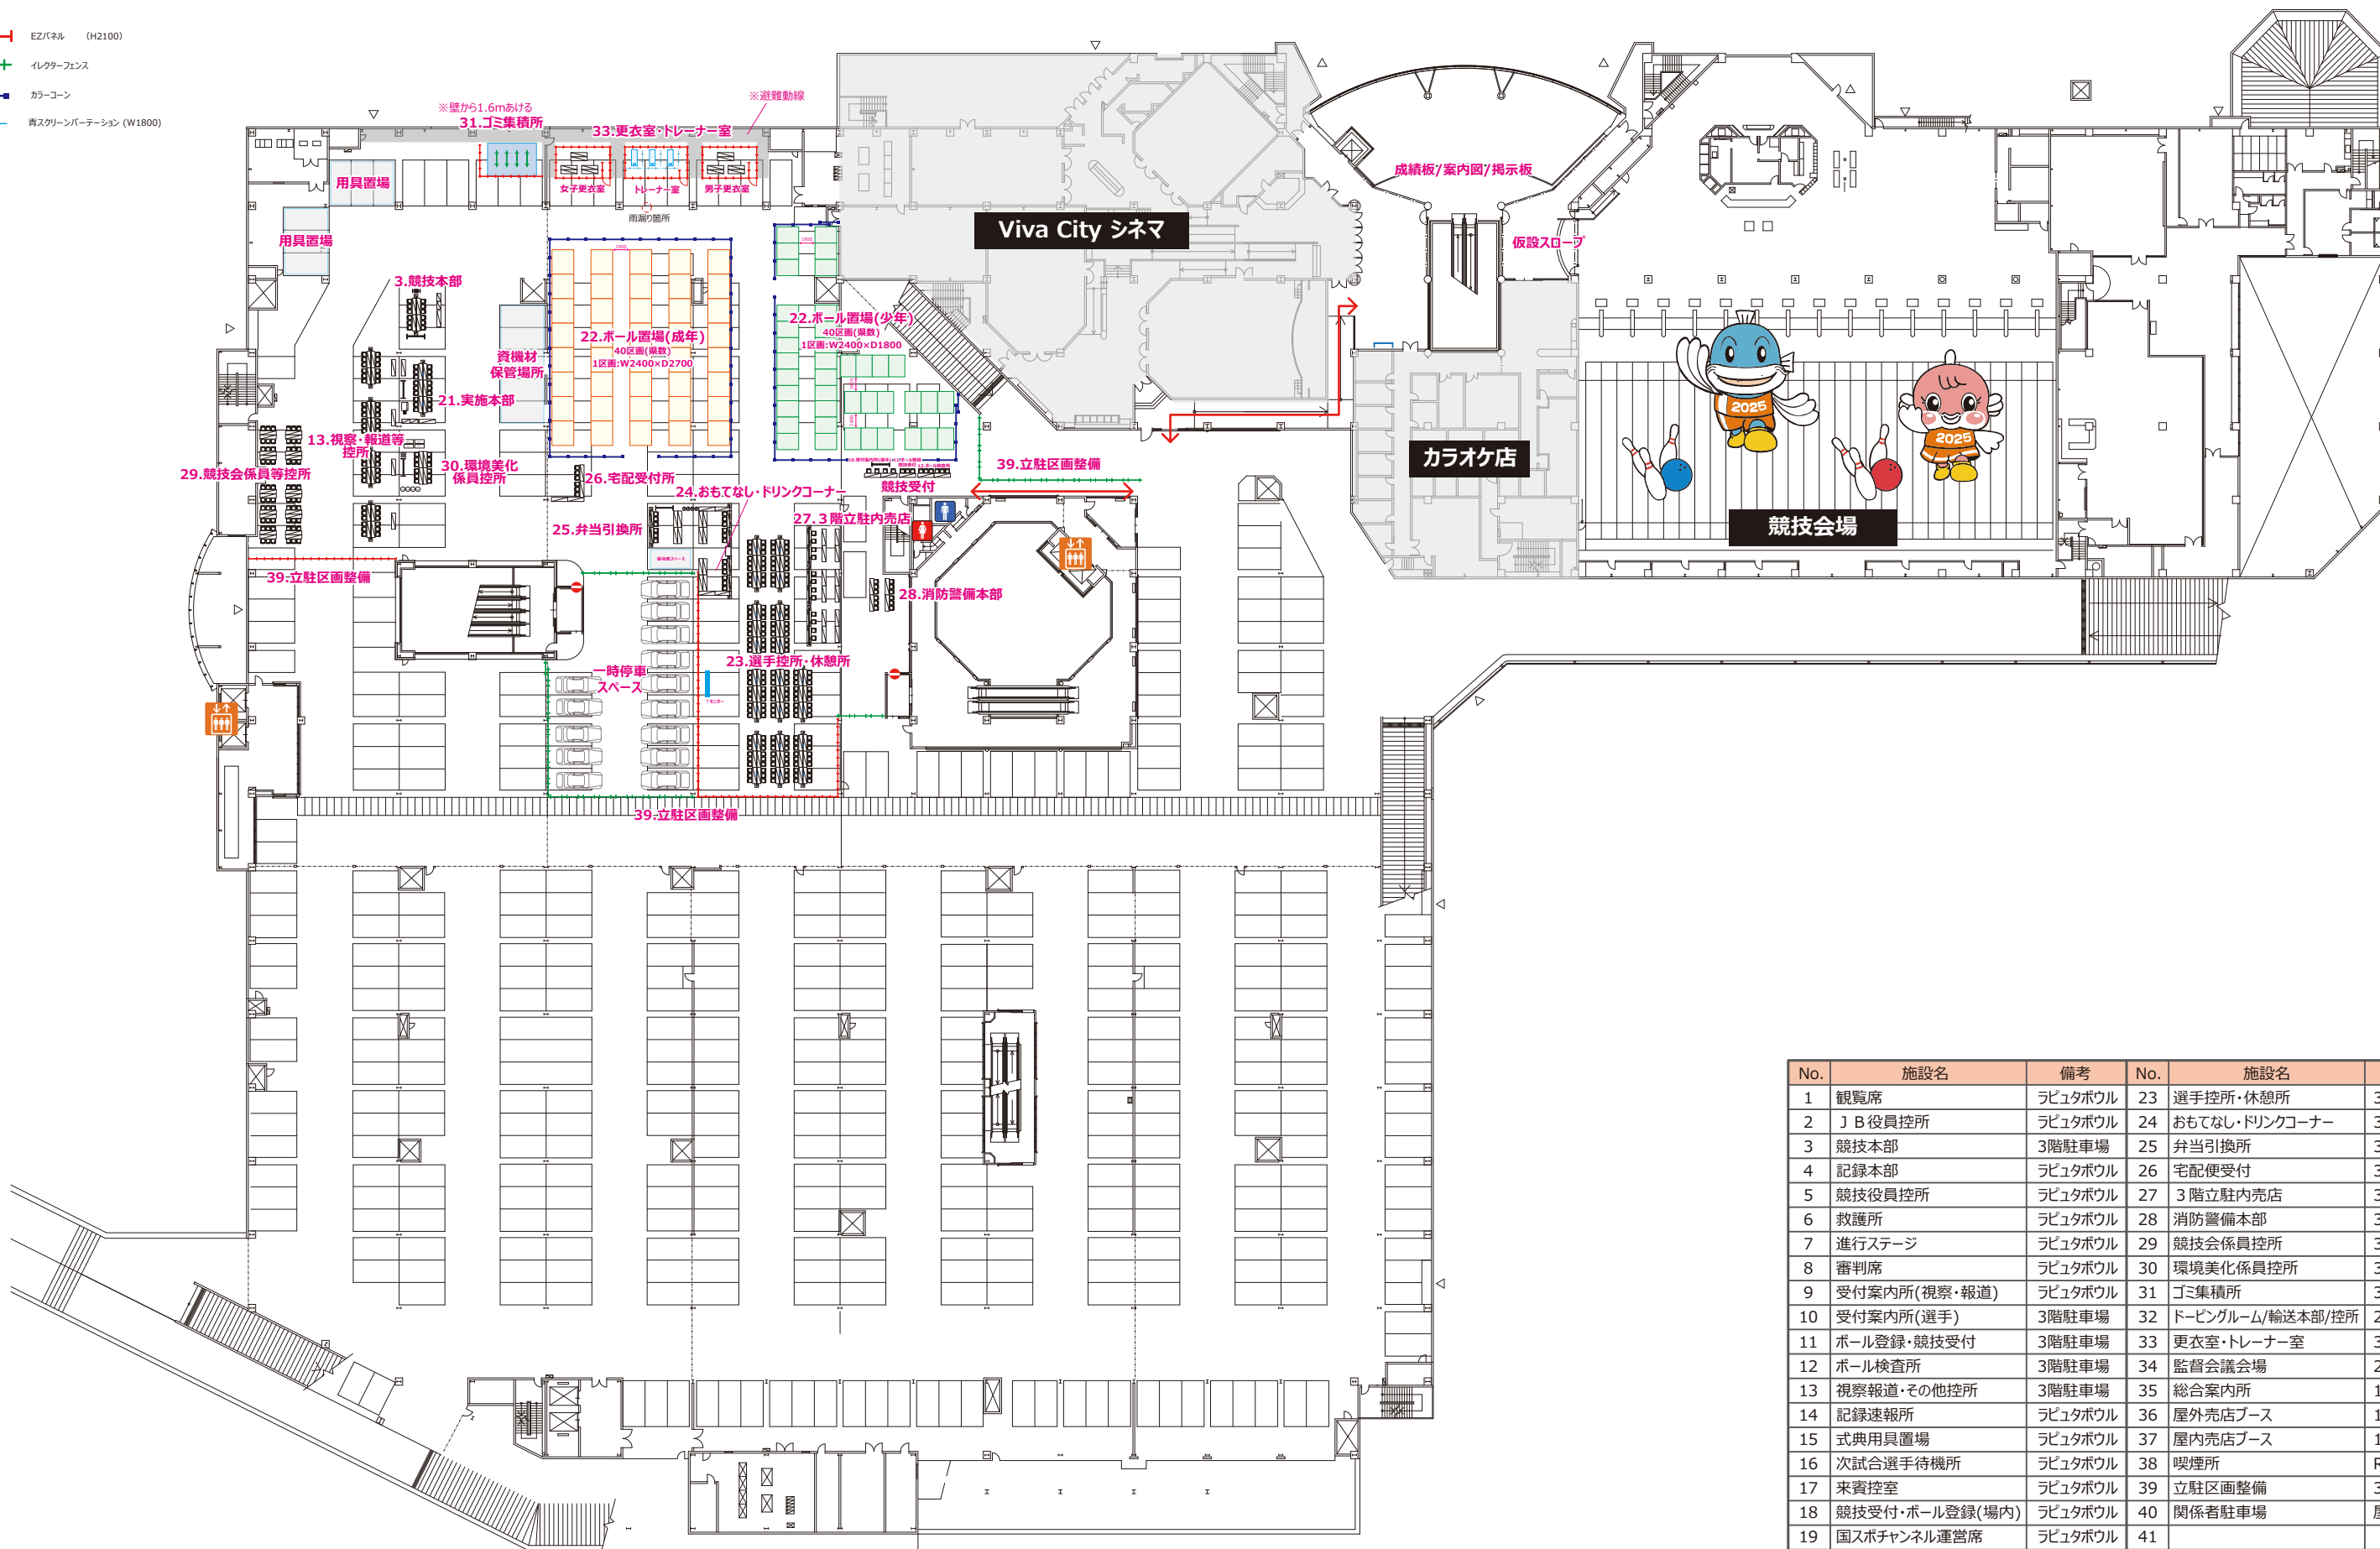 EZパネル　（H2100）
イレクターフェンス
カラーコーン
青スクリーンパーテーション (W1800)
※壁から1.6mあける
31.ゴミ集積所
33.更衣室･トレーナー室
※避難動線
用具置場
女子更衣室
トレーナー室
男子更衣室
雨漏り箇所
用具置場
成績板/案内図/掲示板
Viva City シネマ
仮設スロープ
3.競技本部
22.ボール置場(成年)
40区画(県数)
1区画:W2400×D2700
22.ボール置場(少年)
40区画(県数)
1区画:W2400×D1800
資機材
保管場所
21.実施本部
13.視察･報道等
控所
29.競技会係員等控所
30.環境美化
係員控所
26.宅配受付所
競技受付
39.立駐区画整備
カラオケ店
2025
2025
競技会場
24.おもてなし･ドリンクコーナー
25.弁当引換所
27.３階立駐内売店
28.消防警備本部
39.立駐区画整備
一時停車
スペース
23.選手控所･休憩所
39.立駐区画整備
No. 施設名 備考 No. 施設名
1 観覧席 ラピュタボウル 23 選手控所･休憩所 3
2 ＪＢ役員控所 ラピュタボウル 24 おもてなし･ドリンクコーナー 3
3 競技本部 3階駐車場 25 弁当引換所 3
4 記録本部 ラピュタボウル 26 宅配便受付 3
5 競技役員控所 ラピュタボウル 27 ３階立駐内売店 3
6 救護所 ラピュタボウル 28 消防警備本部 3
7 進行ステージ ラピュタボウル 29 競技会係員控所 3
8 審判席 ラピュタボウル 30 環境美化係員控所 3
9 受付案内所(視察･報道) ラピュタボウル 31 ゴミ集積所 3
10 受付案内所(選手) 3階駐車場 32 ドーピングルーム/輸送本部/控所 2
11 ボール登録･競技受付 3階駐車場 33 更衣室･トレーナー室 3
12 ボール検査所 3階駐車場 34 監督会議会場 2
13 視察報道･その他控所 3階駐車場 35 総合案内所 1
14 記録速報所 ラピュタボウル 36 屋外売店ブース 1
15 式典用具置場 ラピュタボウル 37 屋内売店ブース 1
16 次試合選手待機所 ラピュタボウル 38 喫煙所
17 来賓控室 ラピュタボウル 39 立駐区画整備 3
18 競技受付･ボール登録(場内) ラピュタボウル 40 関係者駐車場
19 国スポチャンネル運営席 ラピュタボウル 41